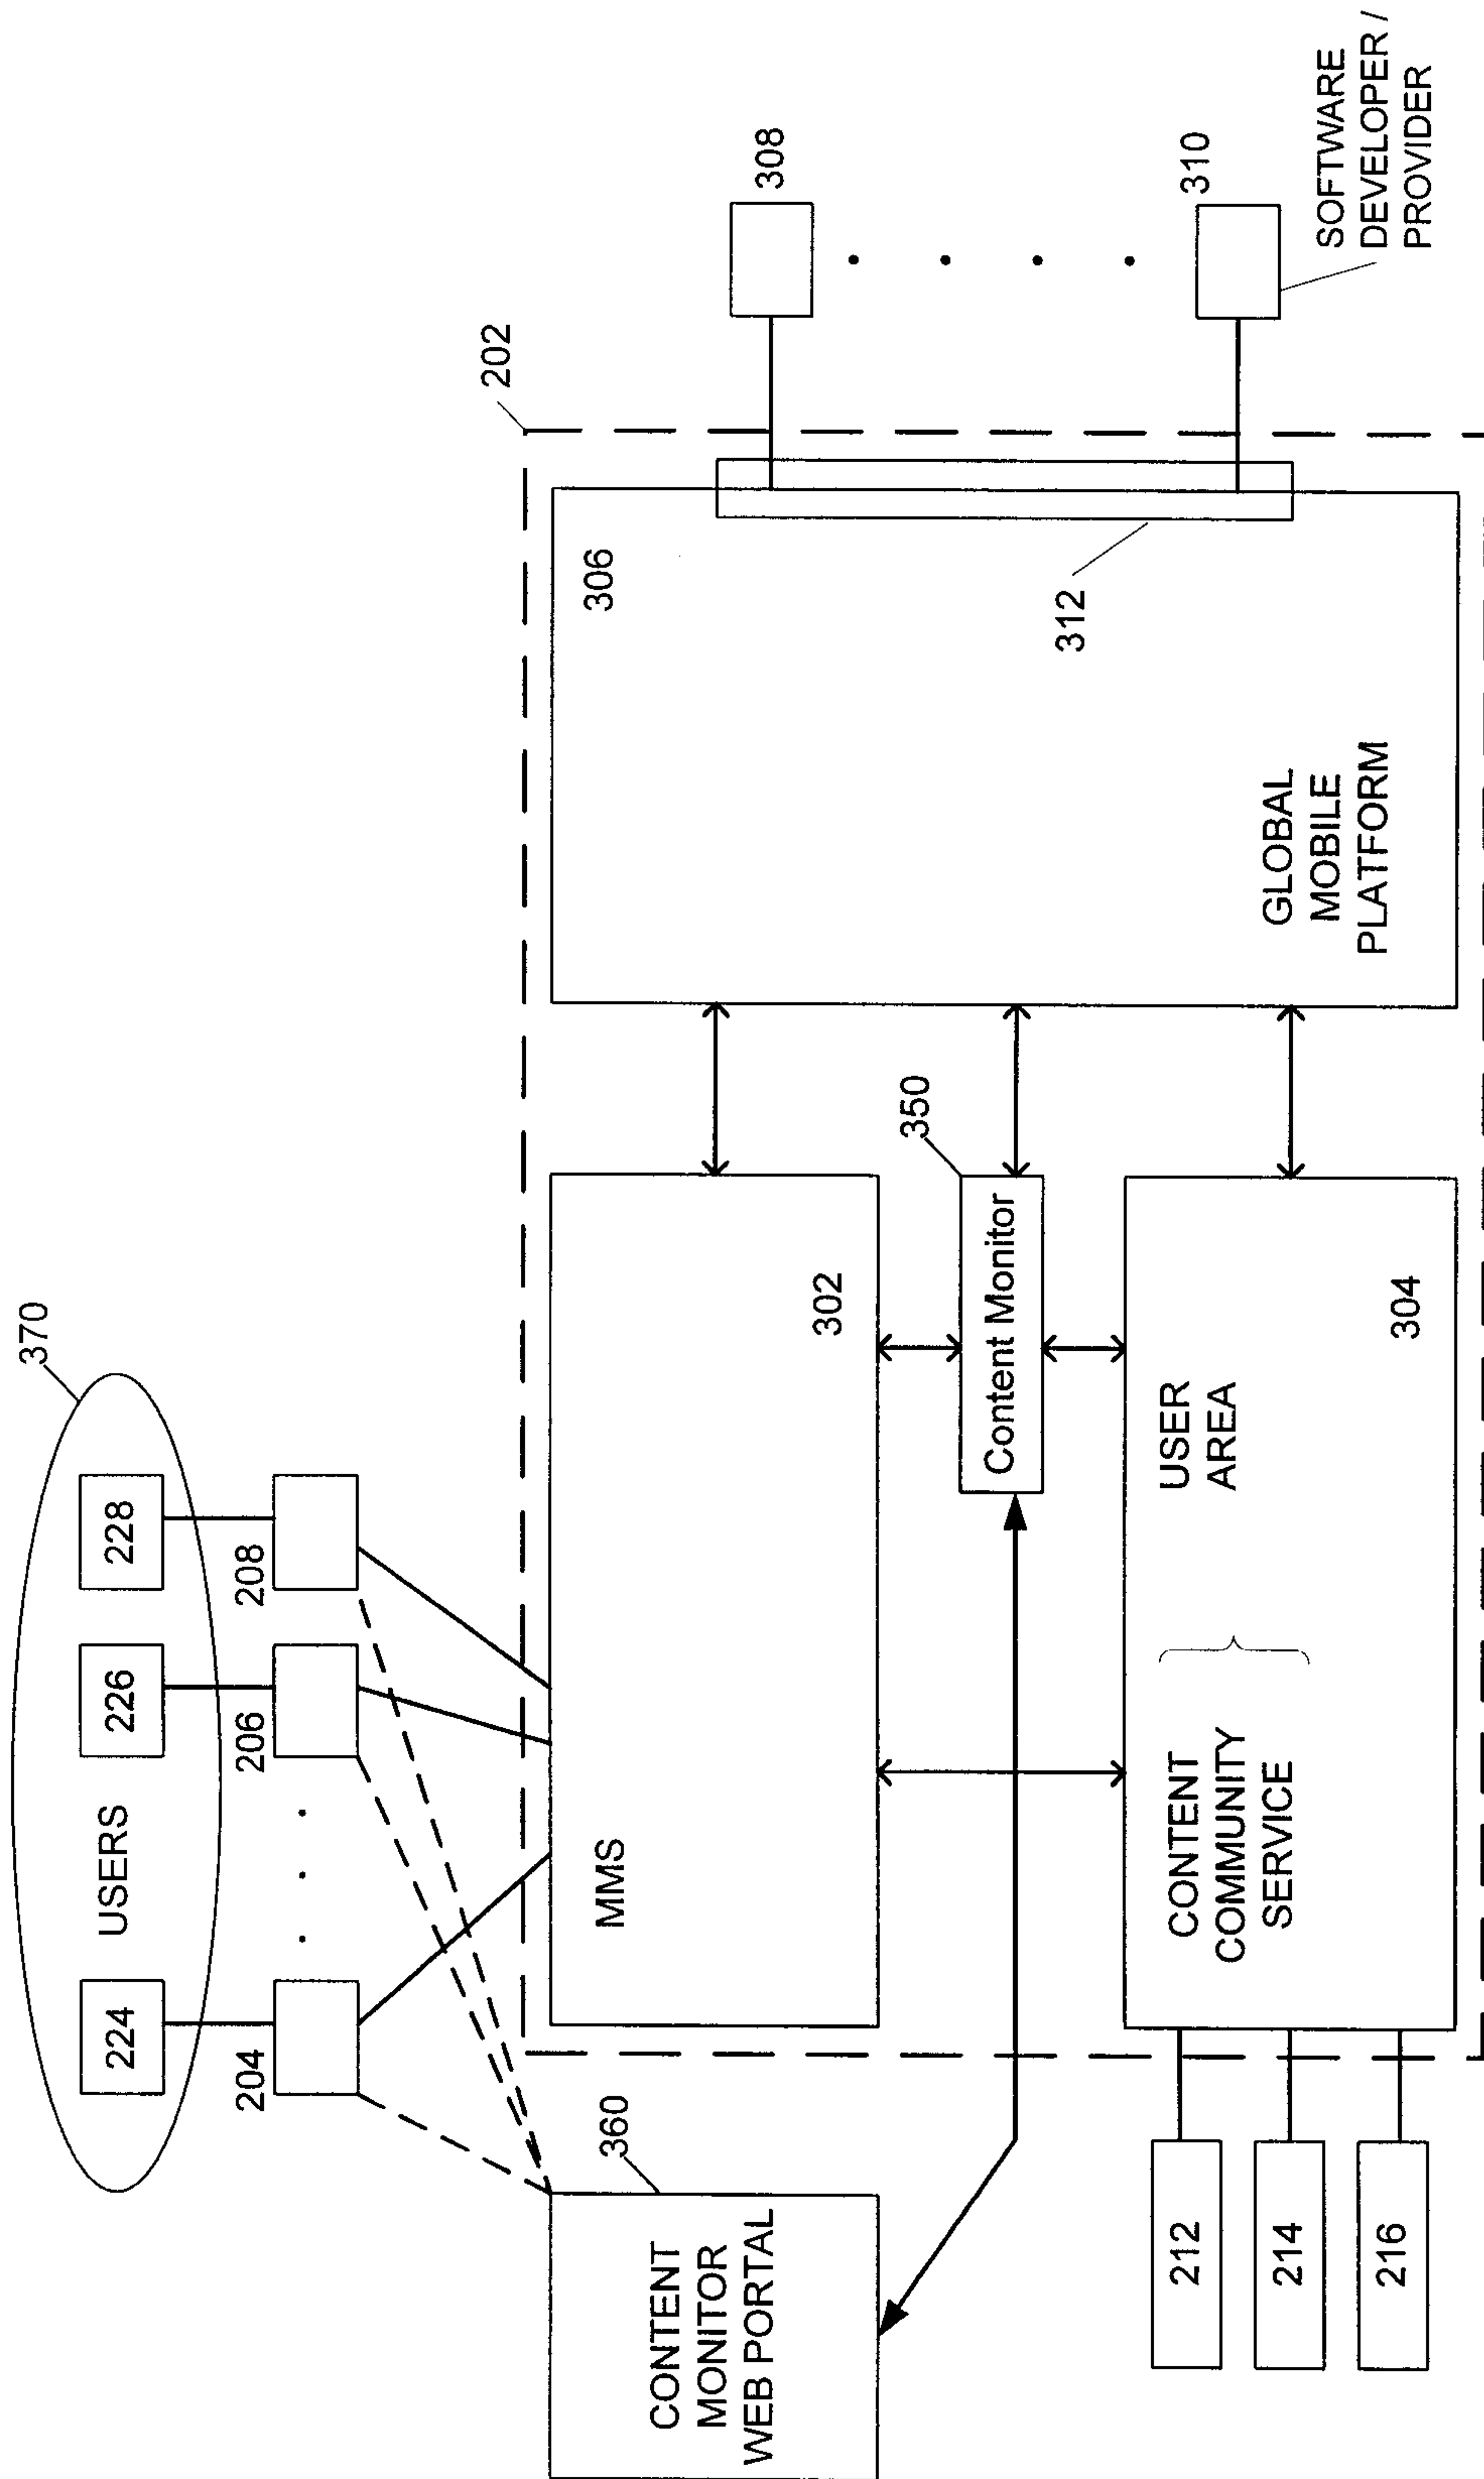 370
USERS
224
226
228
204
206
208
360
CONTENT
MONITOR
WEB PORTAL
202
MMS
302
306
350
Content Monitor
312
GLOBAL
MOBILE
PLATFORM
308
310
SOFTWARE
DEVELOPER /
PROVIDER
CONTENT
COMMUNITY
SERVICE
USER
AREA
304
212
214
216